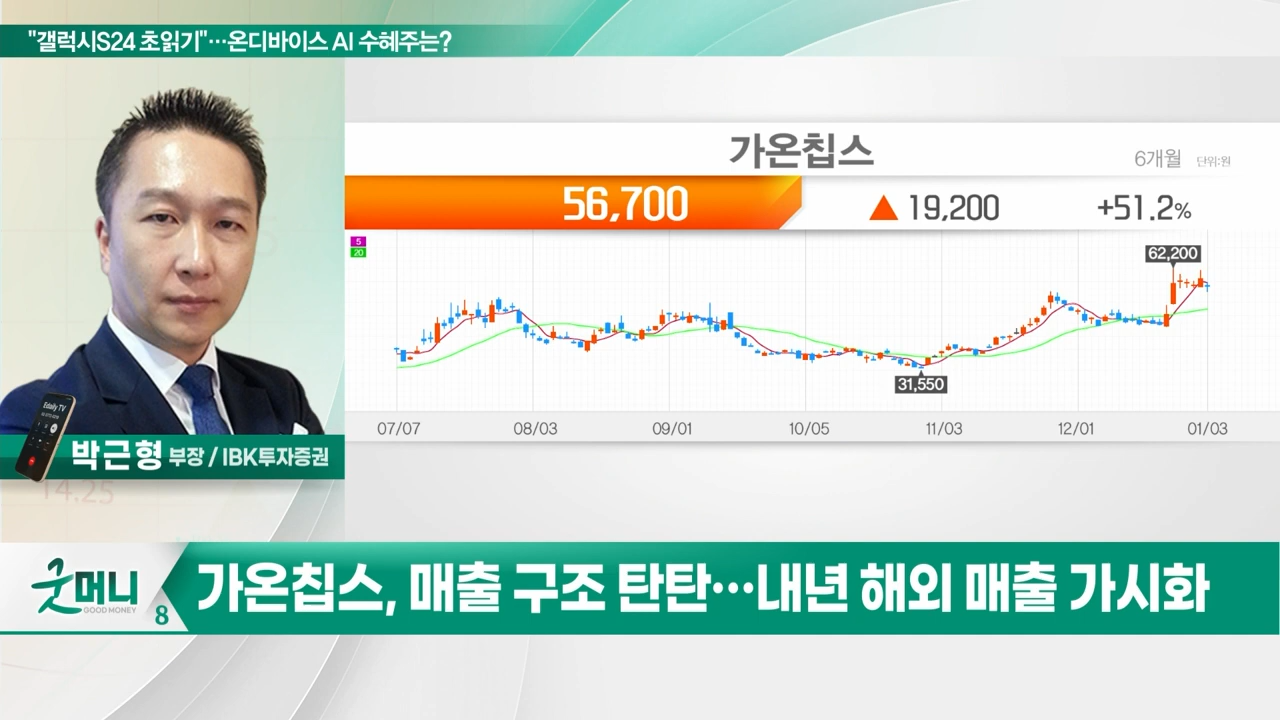 "갤럭시S24 초읽기"…온디바이스 AI 수혜주는?
가온칩스
6개월 단위:원
56,700 ▲ 19,200 +51.2%
5
20
62,200
31,550
07/07 08/03 09/01 10/05 11/03 12/01 01/03
Edaily TV
박근형 부장 / IBK투자증권
14.25
굿머니 GOOD MONEY 8
가온칩스, 매출 구조 탄탄…내년 해외 매출 가시화